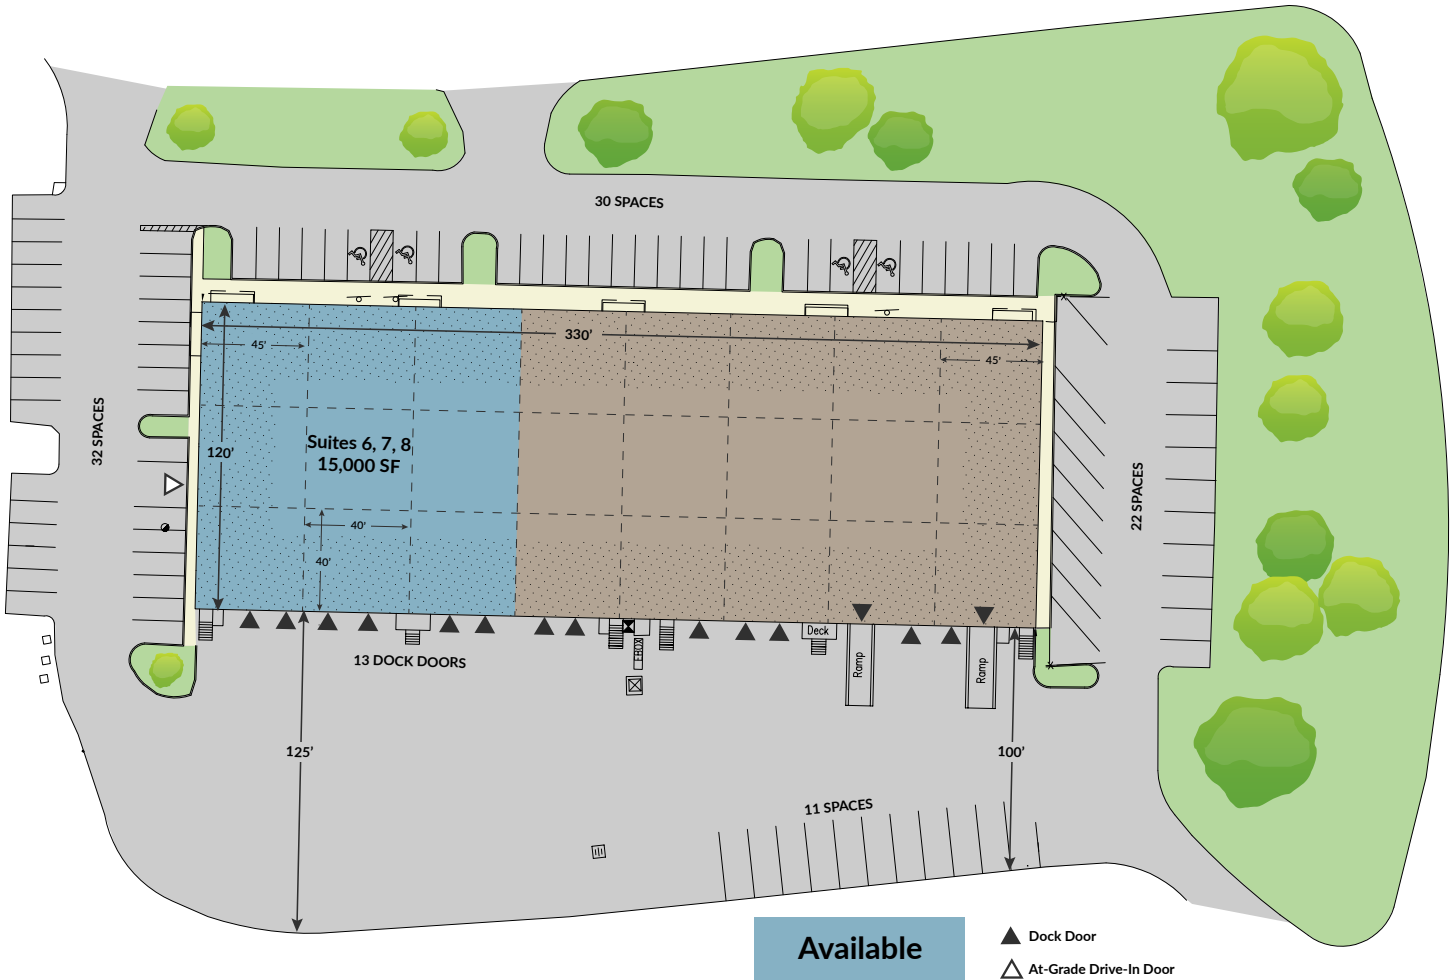 30 SPACES
330'
45'
45'
32 SPACES
120'
Suites 6, 7, 8
15,000 SF
22 SPACES
40'
40'
Deck
Ramp
Ramp
13 DOCK DOORS
125'
100'
11 SPACES
Available
Dock Door
At-Grade Drive-In Door